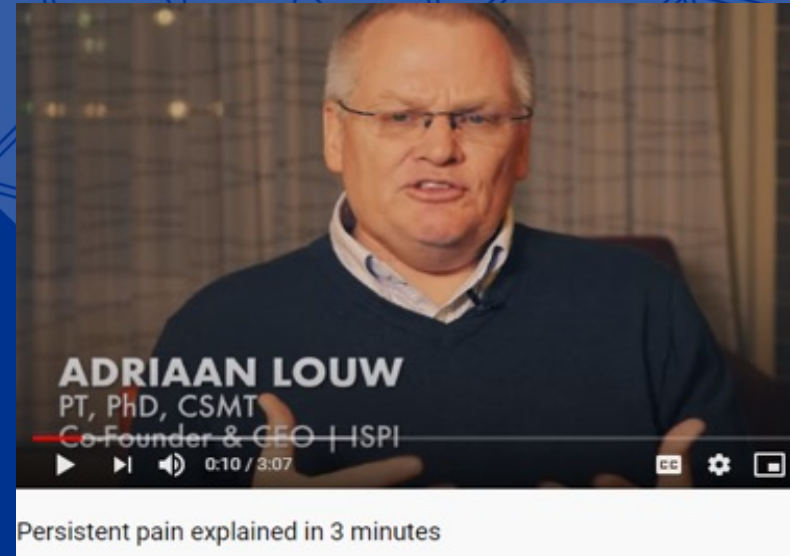 ADRIAAN LOUW
PT, PhD, CSMT
Co-Founder & CEO | ISPI
0:10 / 3:07
CC
Persistent pain explained in 3 minutes